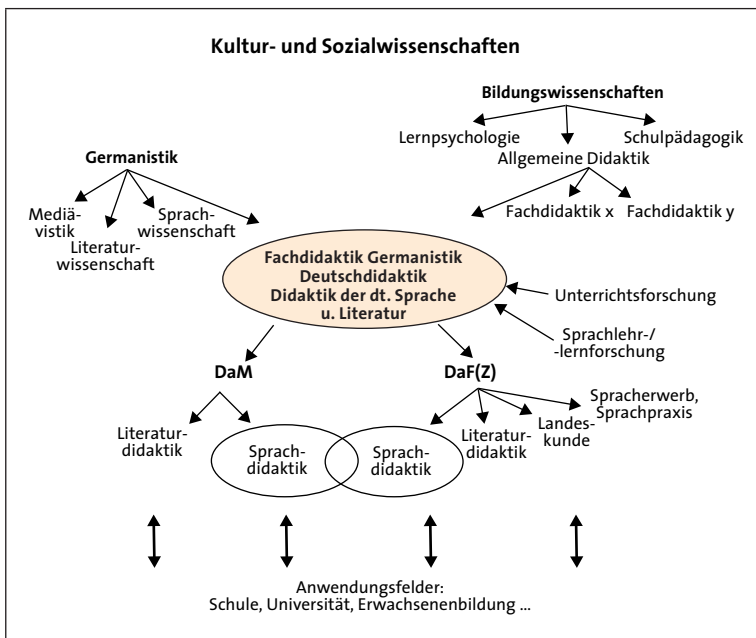 Kultur- und Sozialwissenschaften
Bildungswissenschaften
Lernpsychologie
Schulpädagogik
Allgemeine Didaktik
Fachdidaktik x
Fachdidaktik y
Germanistik
Mediä-
vistik
Literatur-
wissenschaft
Sprach-
wissenschaft
Fachdidaktik Germanistik
Deutschdidaktik
Didaktik der dt. Sprache
u. Literatur
Unterrichtsforschung
Sprachlehr-/
-lernforschung
DaM
Literatur-
didaktik
Sprach-
didaktik
DaF(Z)
Sprach-
didaktik
Literatur-
didaktik
Landes-
kunde
Spracherwerb,
Sprachpraxis
Anwendungsfelder:
Schule, Universität, Erwachsenenbildung ...